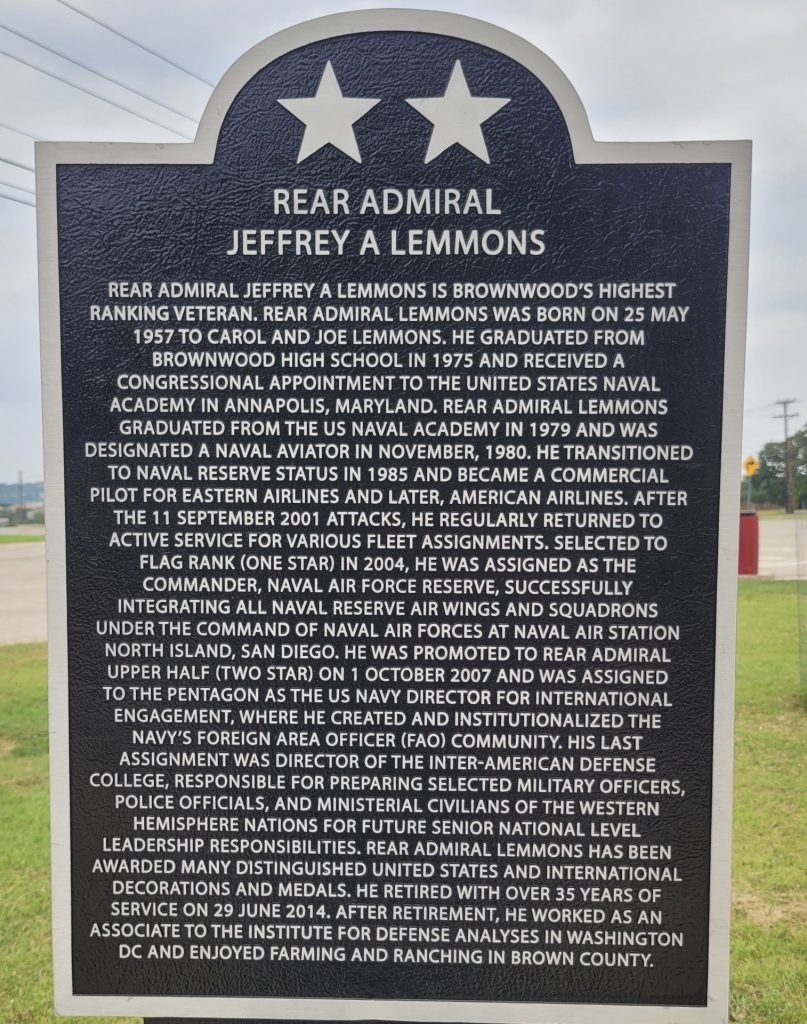 REAR ADMIRAL
JEFFREY A LEMMONS
REAR ADMIRAL JEFFREY A LEMMONS IS BROWNWOOD'S HIGHEST
RANKING VETERAN. REAR ADMIRAL LEMMONS WAS BORN ON 25 MAY
1957 TO CAROL AND JOE LEMMONS. HE GRADUATED FROM
BROWNWOOD HIGH SCHOOL IN 1975 AND RECEIVED A
CONGRESSIONAL APPOINTMENT TO THE UNITED STATES NAVAL
ACADEMY IN ANNAPOLIS, MARYLAND. REAR ADMIRAL LEMMONS
GRADUATED FROM THE US NAVAL ACADEMY IN 1979 AND WAS
DESIGNATED A NAVAL AVIATOR IN NOVEMBER, 1980. HE TRANSITIONED
TO NAVAL RESERVE STATUS IN 1985 AND BECAME A COMMERCIAL
PILOT FOR EASTERN AIRLINES AND LATER, AMERICAN AIRLINES. AFTER
THE 11 SEPTEMBER 2001 ATTACKS, HE REGULARLY RETURNED TO
ACTIVE SERVICE FOR VARIOUS FLEET ASSIGNMENTS. SELECTED TO
FLAG RANK (ONE STAR) IN 2004, HE WAS ASSIGNED AS THE
COMMANDER, NAVAL AIR FORCE RESERVE, SUCCESSFULLY
INTEGRATING ALL NAVAL RESERVE AIR WINGS AND SQUADRONS
UNDER THE COMMAND OF NAVAL AIR FORCES AT NAVAL AIR STATION
NORTH ISLAND, SAN DIEGO. HE WAS PROMOTED TO REAR ADMIRAL
UPPER HALF (TWO STAR) ON 1 OCTOBER 2007 AND WAS ASSIGNED
TO THE PENTAGON AS THE US NAVY DIRECTOR FOR INTERNATIONAL
ENGAGEMENT, WHERE HE CREATED AND INSTITUTIONALIZED THE
NAVY'S FOREIGN AREA OFFICER (FAO) COMMUNITY. HIS LAST
ASSIGNMENT WAS DIRECTOR OF THE INTER-AMERICAN DEFENSE
COLLEGE, RESPONSIBLE FOR PREPARING SELECTED MILITARY OFFICERS,
POLICE OFFICIALS, AND MINISTERIAL CIVILIANS OF THE WESTERN
HEMISPHERE NATIONS FOR FUTURE SENIOR NATIONAL LEVEL
LEADERSHIP RESPONSIBILITIES. REAR ADMIRAL LEMMONS HAS BEEN
AWARDED MANY DISTINGUISHED UNITED STATES AND INTERNATIONAL
DECORATIONS AND MEDALS. HE RETIRED WITH OVER 35 YEARS OF
SERVICE ON 29 JUNE 2014. AFTER RETIREMENT, HE WORKED AS AN
ASSOCIATE TO THE INSTITUTE FOR DEFENSE ANALYSES IN WASHINGTON
DC AND ENJOYED FARMING AND RANCHING IN BROWN COUNTY.